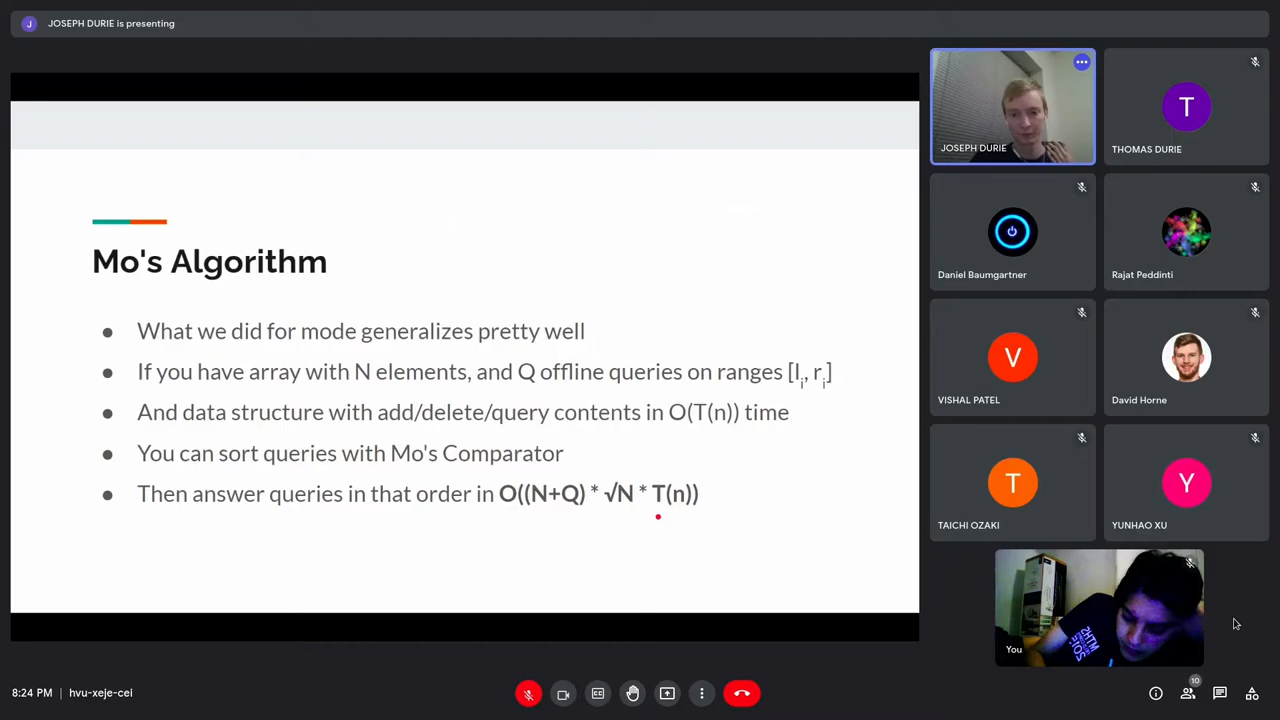 J
JOSEPH DURIE is presenting
Mo's Algorithm
● What we did for mode generalizes pretty well
● If you have array with N elements, and Q offline queries on ranges [lᵢ, rᵢ]
● And data structure with add/delete/query contents in O(T(n)) time
● You can sort queries with Mo's Comparator
● Then answer queries in that order in O((N+Q) * √N * T(n))
JOSEPH DURIE
T
THOMAS DURIE
Daniel Baumgartner
Rajat Peddinti
V
VISHAL PATEL
David Horne
T
TAICHI OZAKI
Y
YUNHAO XU
You
8:24 PM | hvu-xeje-cei
CC
10